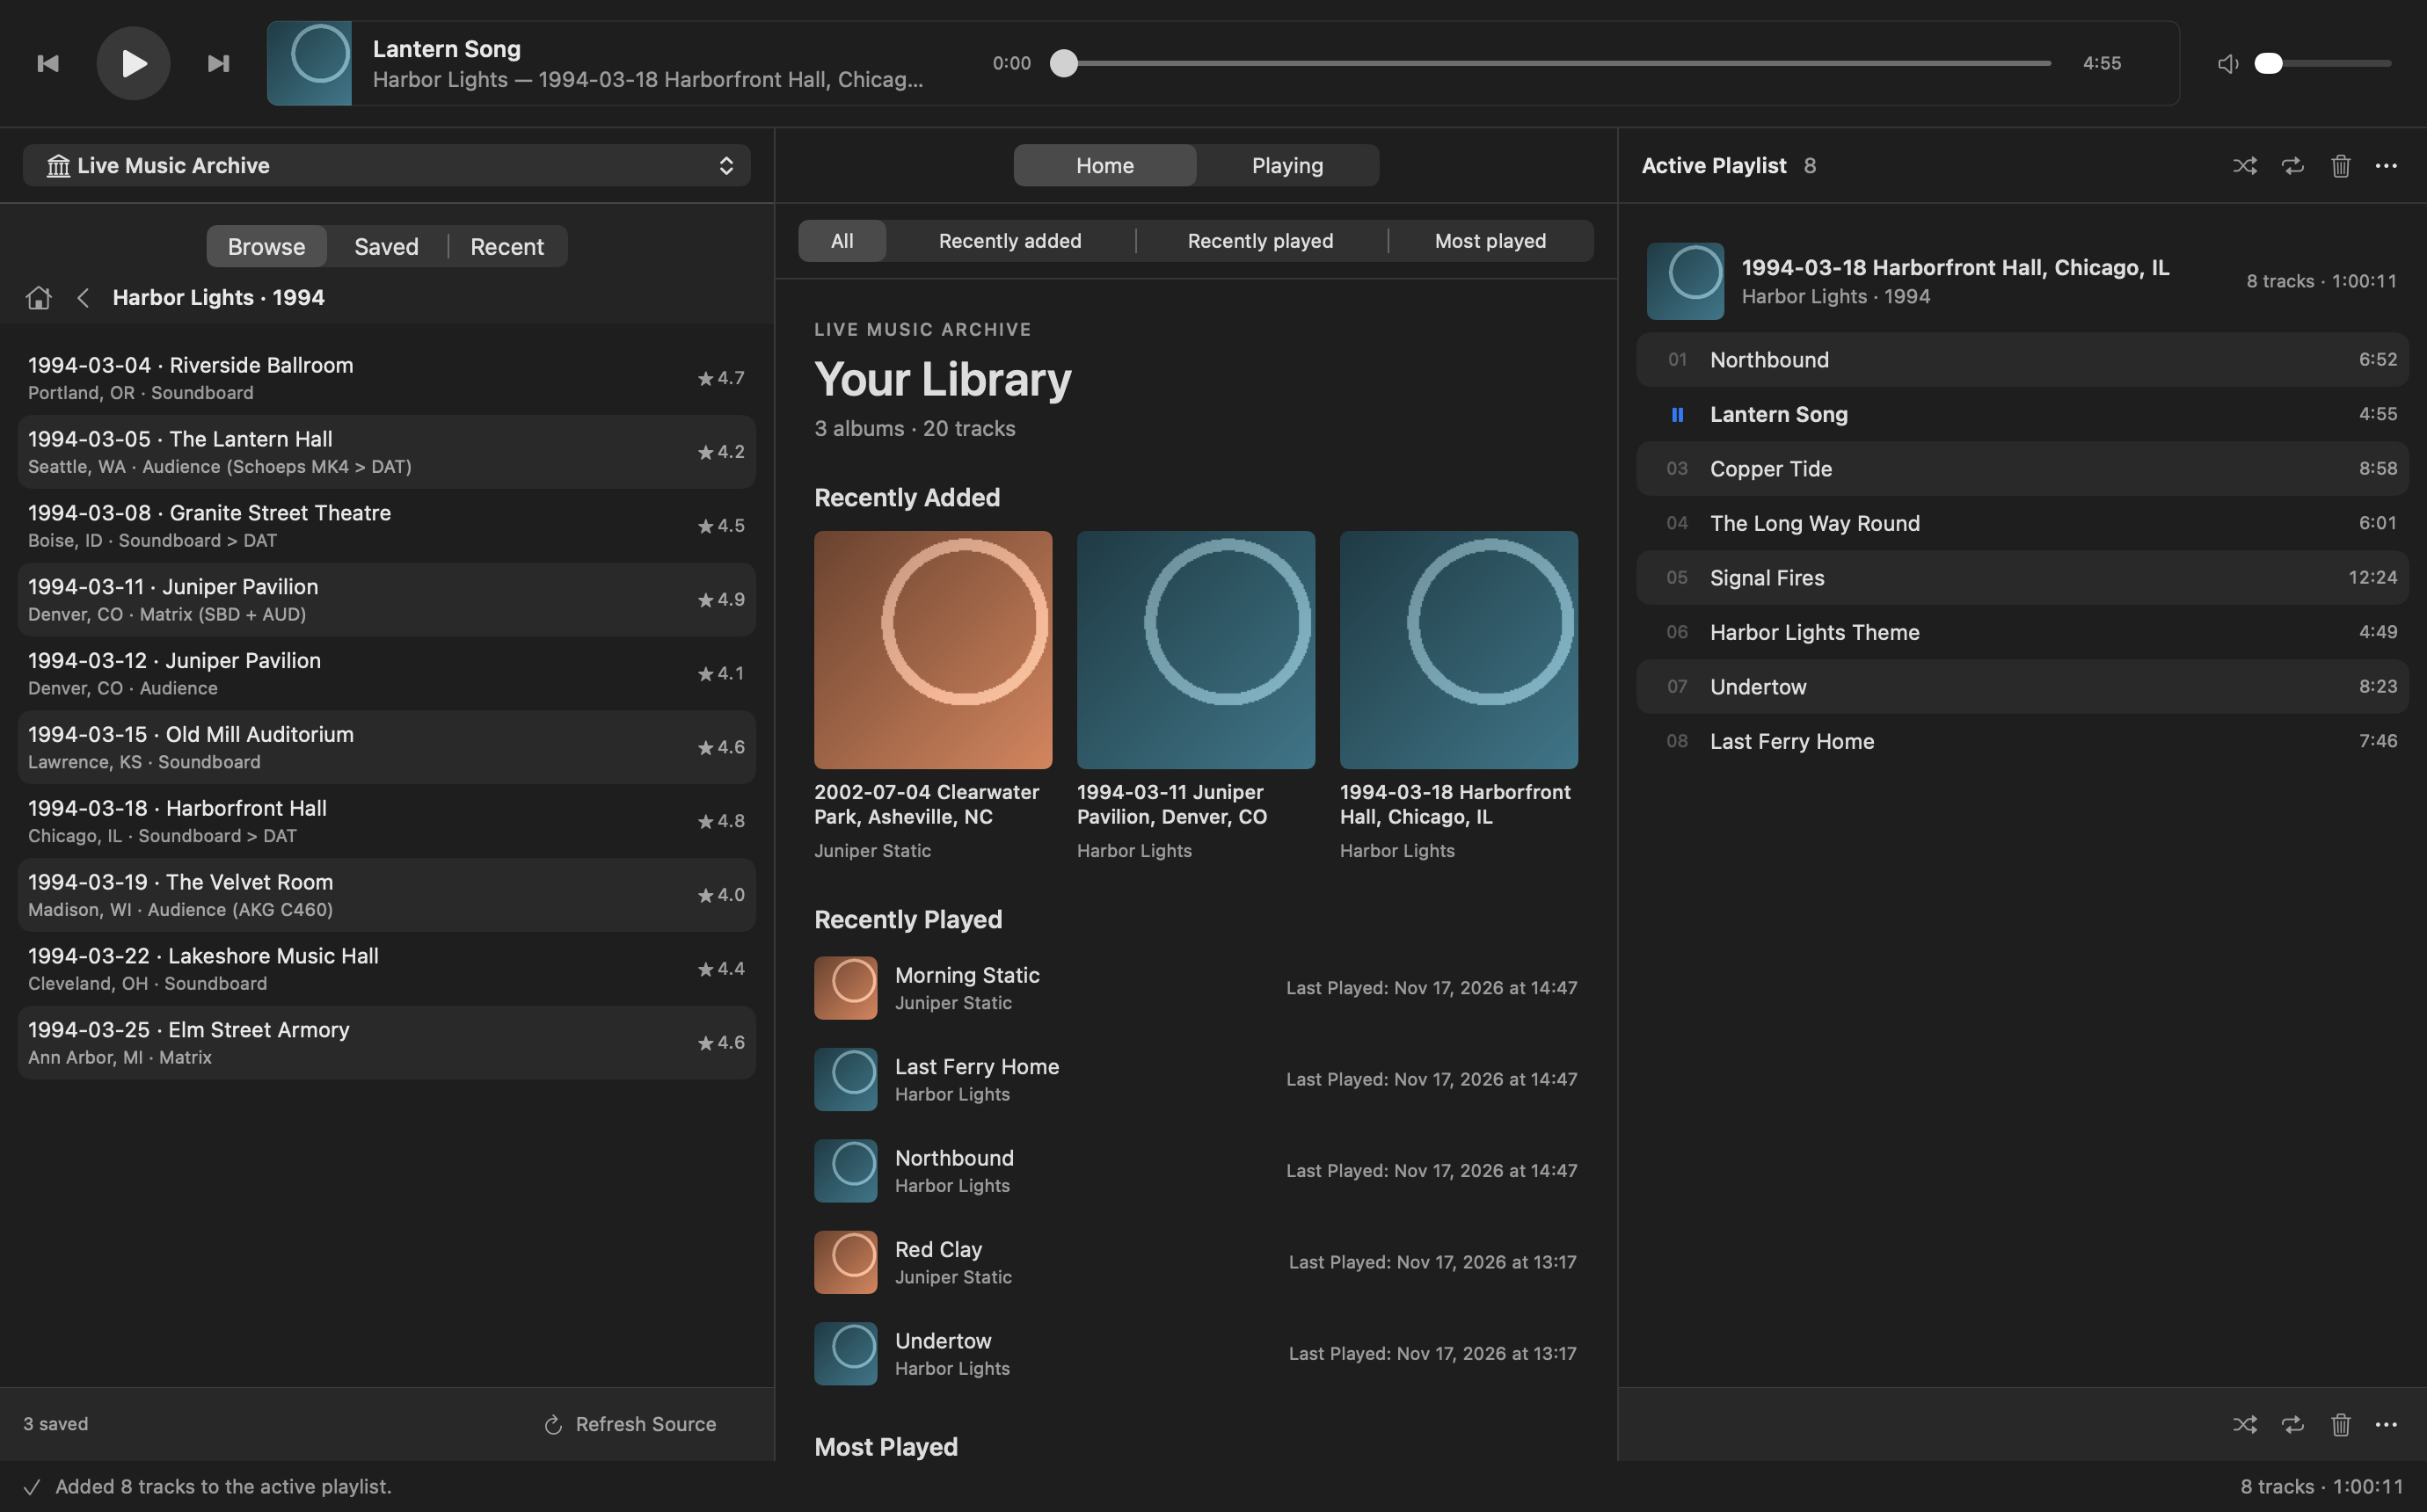 Lantern Song
Harbor Lights — 1994-03-18 Harborfront Hall, Chicag...
0:00
4:55
Live Music Archive
Browse
Saved
Recent
Harbor Lights · 1994
1994-03-04 · Riverside Ballroom
Portland, OR · Soundboard
★ 4.7
1994-03-05 · The Lantern Hall
Seattle, WA · Audience (Schoeps MK4 > DAT)
★ 4.2
1994-03-08 · Granite Street Theatre
Boise, ID · Soundboard > DAT
★ 4.5
1994-03-11 · Juniper Pavilion
Denver, CO · Matrix (SBD + AUD)
★ 4.9
1994-03-12 · Juniper Pavilion
Denver, CO · Audience
★ 4.1
1994-03-15 · Old Mill Auditorium
Lawrence, KS · Soundboard
★ 4.6
1994-03-18 · Harborfront Hall
Chicago, IL · Soundboard > DAT
★ 4.8
1994-03-19 · The Velvet Room
Madison, WI · Audience (AKG C460)
★ 4.0
1994-03-22 · Lakeshore Music Hall
Cleveland, OH · Soundboard
★ 4.4
1994-03-25 · Elm Street Armory
Ann Arbor, MI · Matrix
★ 4.6
3 saved
Refresh Source
Home
Playing
All
Recently added
Recently played
Most played
LIVE MUSIC ARCHIVE
Your Library
3 albums · 20 tracks
Recently Added
2002-07-04 Clearwater
Park, Asheville, NC
Juniper Static
1994-03-11 Juniper
Pavilion, Denver, CO
Harbor Lights
1994-03-18 Harborfront
Hall, Chicago, IL
Harbor Lights
Recently Played
Morning Static
Juniper Static
Last Played: Nov 17, 2026 at 14:47
Last Ferry Home
Harbor Lights
Last Played: Nov 17, 2026 at 14:47
Northbound
Harbor Lights
Last Played: Nov 17, 2026 at 14:47
Red Clay
Juniper Static
Last Played: Nov 17, 2026 at 13:17
Undertow
Harbor Lights
Last Played: Nov 17, 2026 at 13:17
Most Played
Active Playlist 8
1994-03-18 Harborfront Hall, Chicago, IL
Harbor Lights · 1994
8 tracks · 1:00:11
01 Northbound 6:52
Lantern Song 4:55
03 Copper Tide 8:58
04 The Long Way Round 6:01
05 Signal Fires 12:24
06 Harbor Lights Theme 4:49
07 Undertow 8:23
08 Last Ferry Home 7:46
Added 8 tracks to the active playlist.
8 tracks · 1:00:11